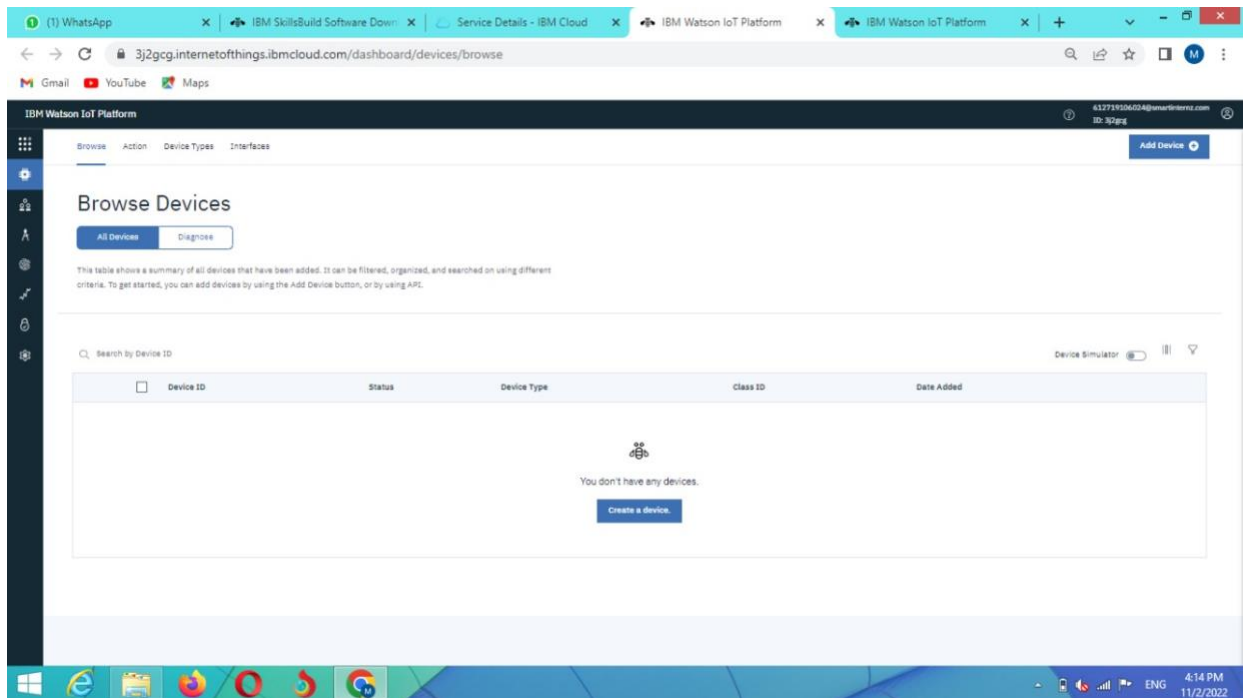 (1) WhatsApp
IBM SkillsBuild Software Down
Service Details - IBM Cloud
IBM Watson IoT Platform
IBM Watson IoT Platform
3j2gcg.internetofthings.ibmcloud.com/dashboard/devices/browse
M
Gmail YouTube Maps
IBM Watson IoT Platform
612719106024@smartinternz.com
ID: 3j2gcg
Browse Action Device Types Interfaces
Add Device
Browse Devices
All Devices Diagnose
This table shows a summary of all devices that have been added. It can be filtered, organized, and searched on using different
criteria. To get started, you can add devices by using the Add Device button, or by using API.
Search by Device ID
Device Simulator
Device ID Status Device Type Class ID Date Added
You don't have any devices.
Create a device.
ENG
4:14 PM
11/2/2022